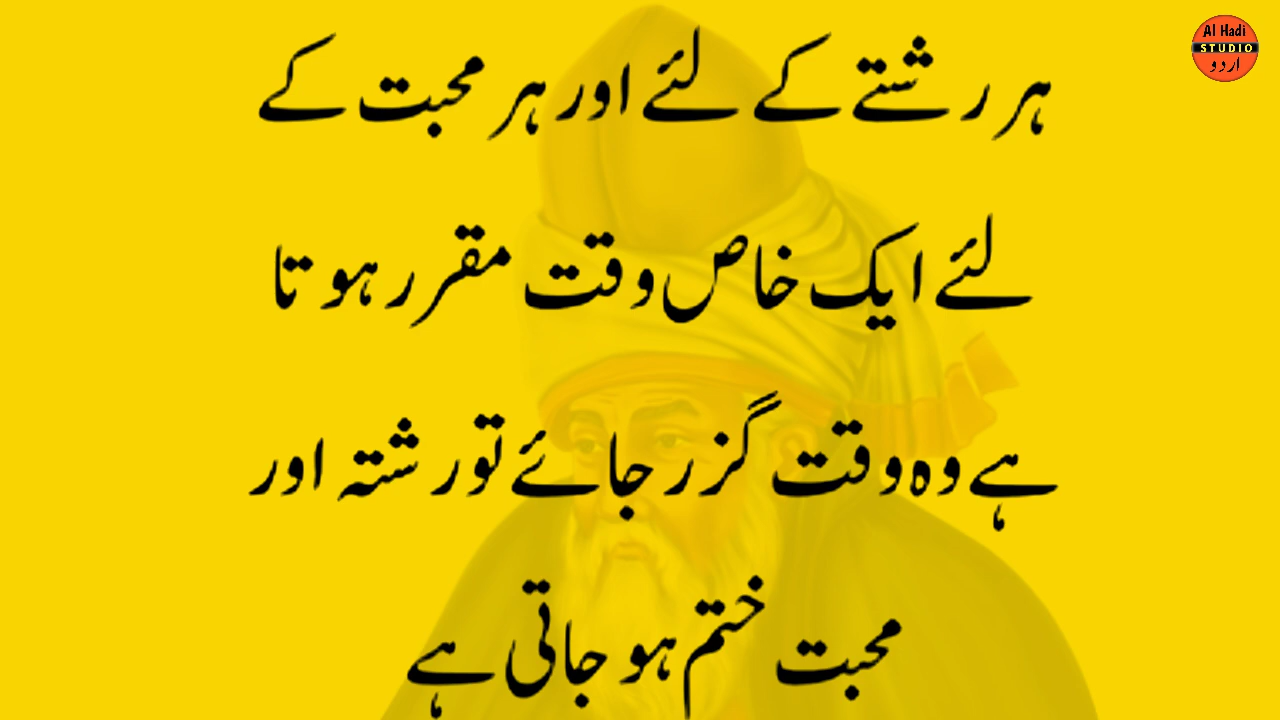 Al Hadi
STUDIO
اردو
ہر رشتے کے لئے اور ہر محبت کے
لئے ایک خاص وقت مقرر ہوتا
ہے وہ وقت گزر جائے تو رشتہ اور
محبت ختم ہو جاتی ہے